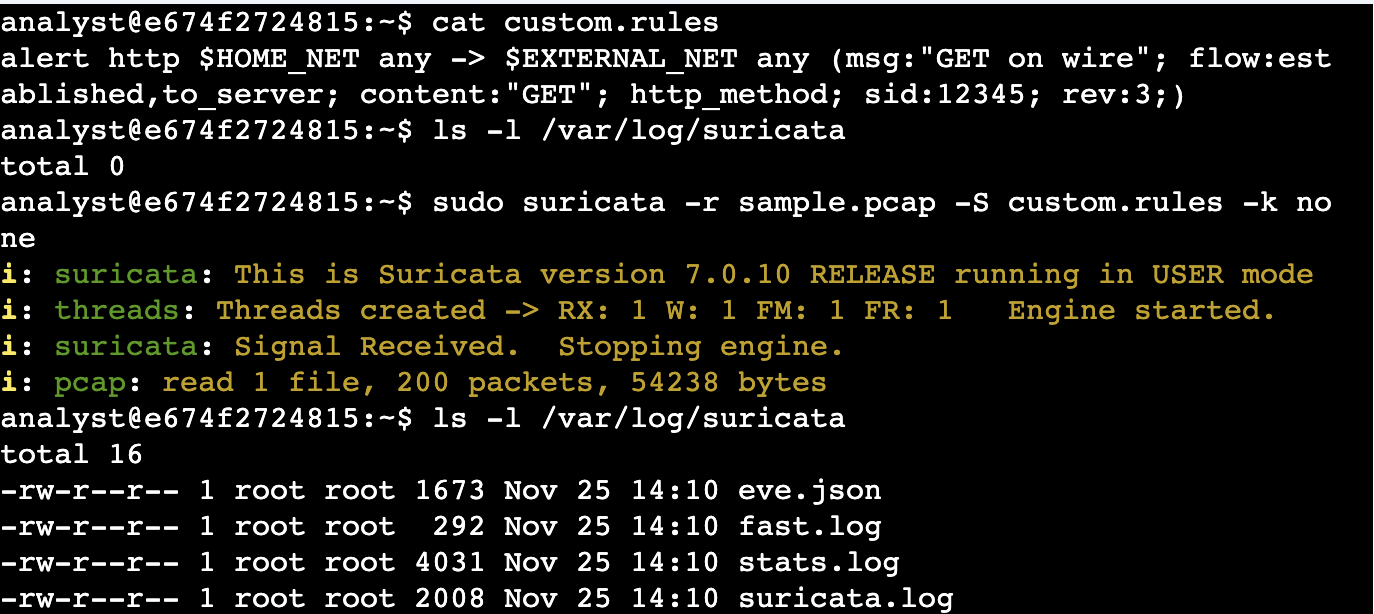 analyst@e674f2724815:~$ cat custom.rules
alert http $HOME_NET any -> $EXTERNAL_NET any (msg:"GET on wire"; flow:est
ablished,to_server; content:"GET"; http_method; sid:12345; rev:3;)
analyst@e674f2724815:~$ ls -l /var/log/suricata
total 0
analyst@e674f2724815:~$ sudo suricata -r sample.pcap -S custom.rules -k no
ne
i: suricata: This is Suricata version 7.0.10 RELEASE running in USER mode
i: threads: Threads created -> RX: 1 W: 1 FM: 1 FR: 1   Engine started.
i: suricata: Signal Received.  Stopping engine.
i: pcap: read 1 file, 200 packets, 54238 bytes
analyst@e674f2724815:~$ ls -l /var/log/suricata
total 16
-rw-r--r-- 1 root root 1673 Nov 25 14:10 eve.json
-rw-r--r-- 1 root root  292 Nov 25 14:10 fast.log
-rw-r--r-- 1 root root 4031 Nov 25 14:10 stats.log
-rw-r--r-- 1 root root 2008 Nov 25 14:10 suricata.log